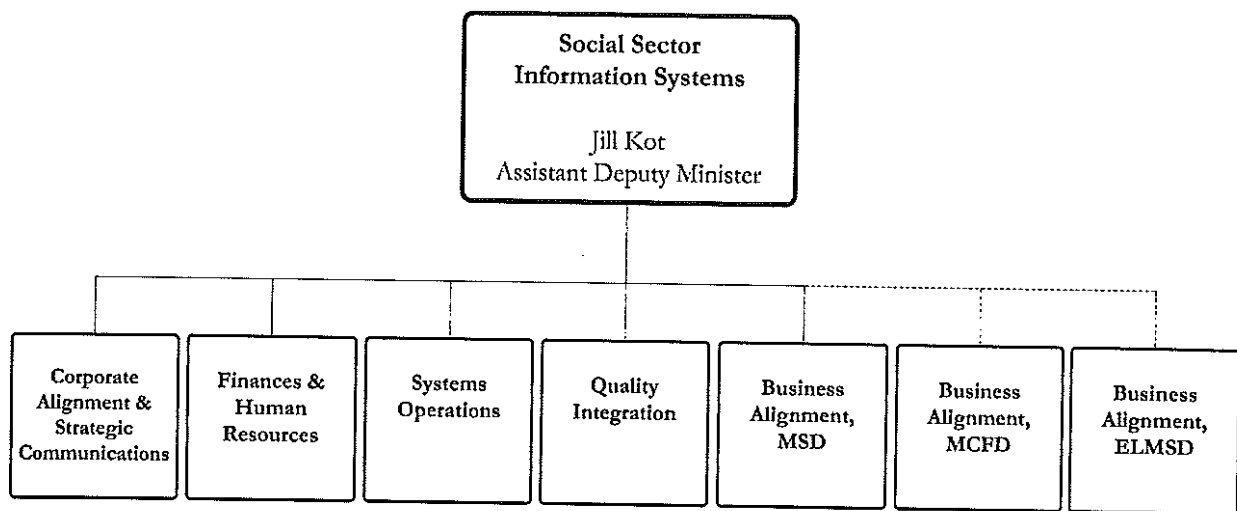 Social Sector
Information Systems
Jill Kot
Assistant Deputy Minister
Corporate
Alignment &
Strategic
Communications
Finances &
Human
Resources
Systems
Operations
Quality
Integration
Business
Alignment,
MSD
Business
Alignment,
MCFD
Business
Alignment,
ELMSD